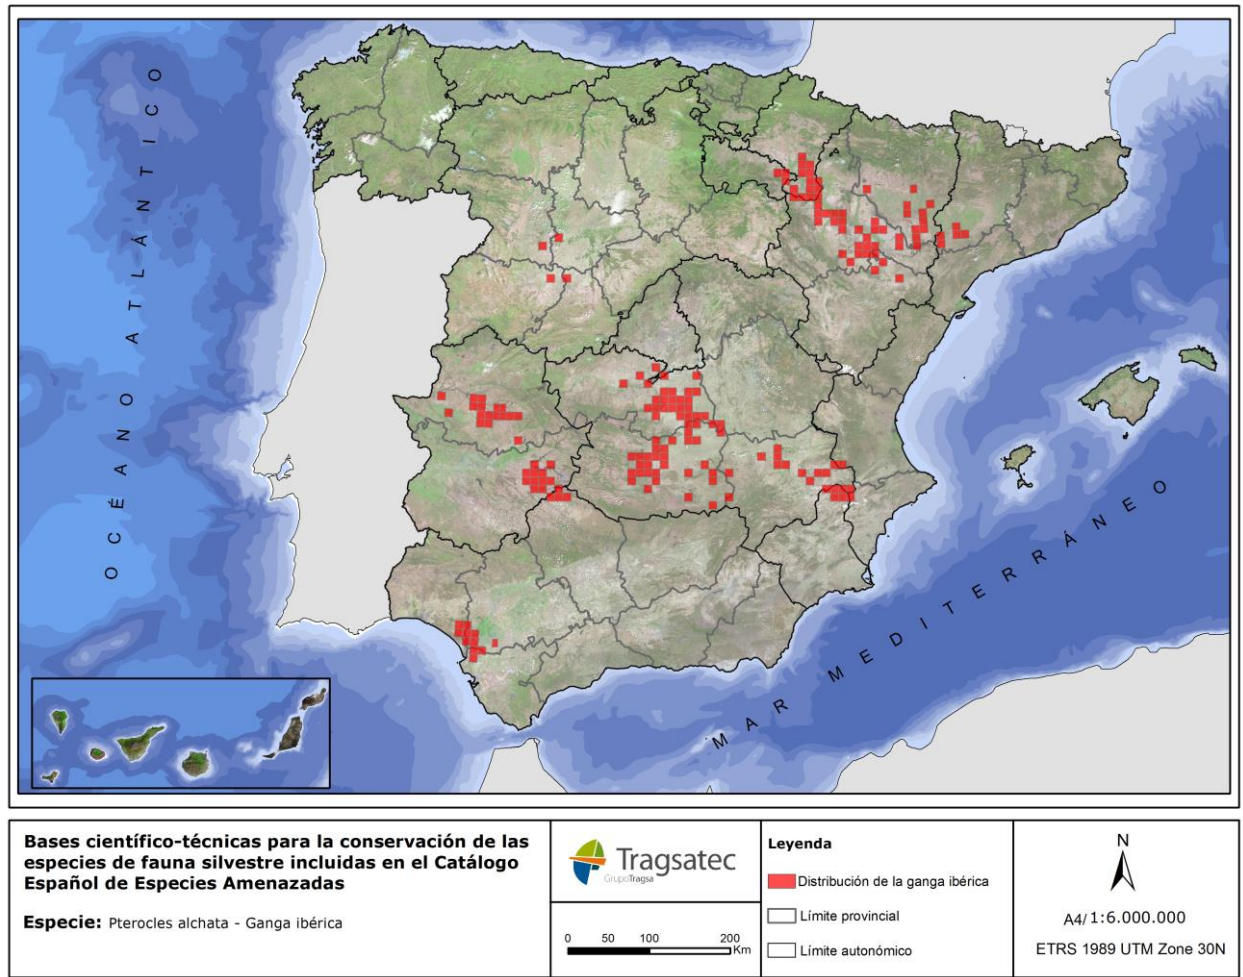 OCÉANO ATLÁNTICO
MAR MEDITERRÁNEO
Bases científico-técnicas para la conservación de las
especies de fauna silvestre incluidas en el Catálogo
Español de Especies Amenazadas
Especie: Pterocles alchata - Ganga ibérica
Tragsatec
GrupoTragsa
0 50 100 200
Km
Leyenda
Distribución de la ganga ibérica
Límite provincial
Límite autonómico
N
A4/ 1:6.000.000
ETRS 1989 UTM Zone 30N